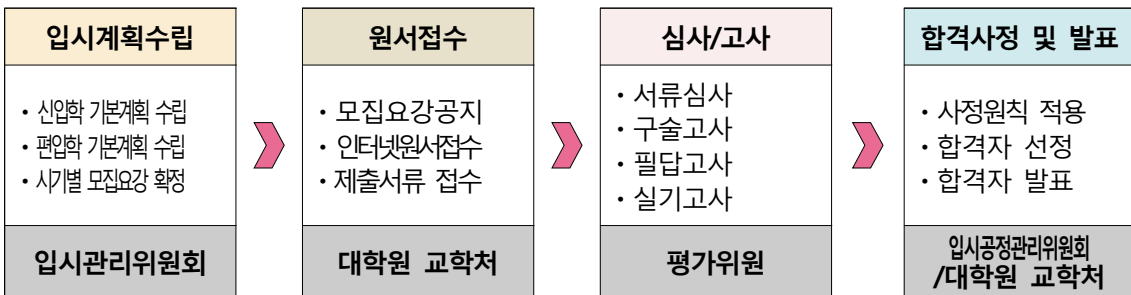 입시계획수립
· 신입학 기본계획 수립
· 편입학 기본계획 수립
· 시기별 모집요강 확정
입시관리위원회
원서접수
· 모집요강공지
· 인터넷원서접수
· 제출서류 접수
대학원 교학처
심사/고사
· 서류심사
· 구술고사
· 필답고사
· 실기고사
평가위원
합격사정 및 발표
· 사정원칙 적용
· 합격자 선정
· 합격자 발표
입시공정관리위원회
/대학원 교학처